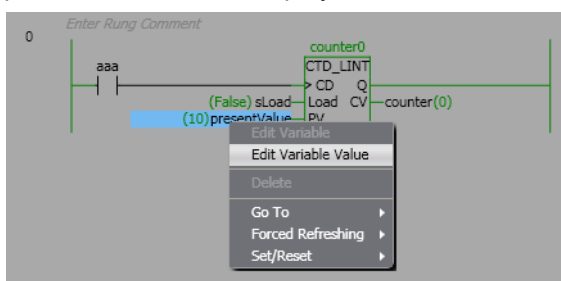 Enter Rung Comment
0
counter0
aaa
CTD_LINT
CD Q
(False) sLoad Load CV counter(0)
(10)presentValue PV
Edit Variable
Edit Variable Value
Delete
Go To
Forced Refreshing
Set/Reset